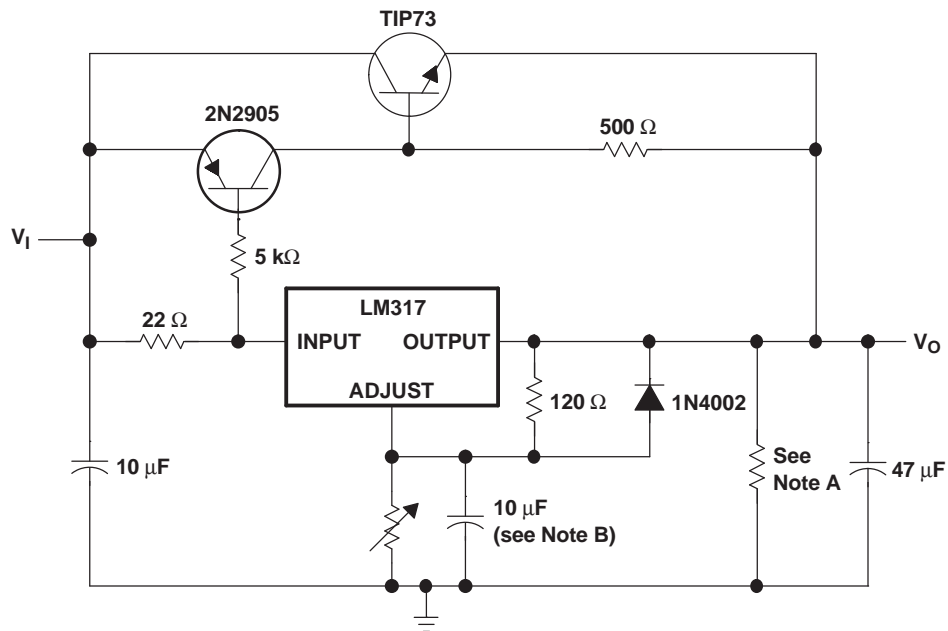 TIP73
2N2905
500 Ω
V_I
5 kΩ
LM317
22 Ω
INPUT
OUTPUT
V_O
ADJUST
120 Ω
1N4002
10 μF
See
Note A
47 μF
10 μF
(see Note B)